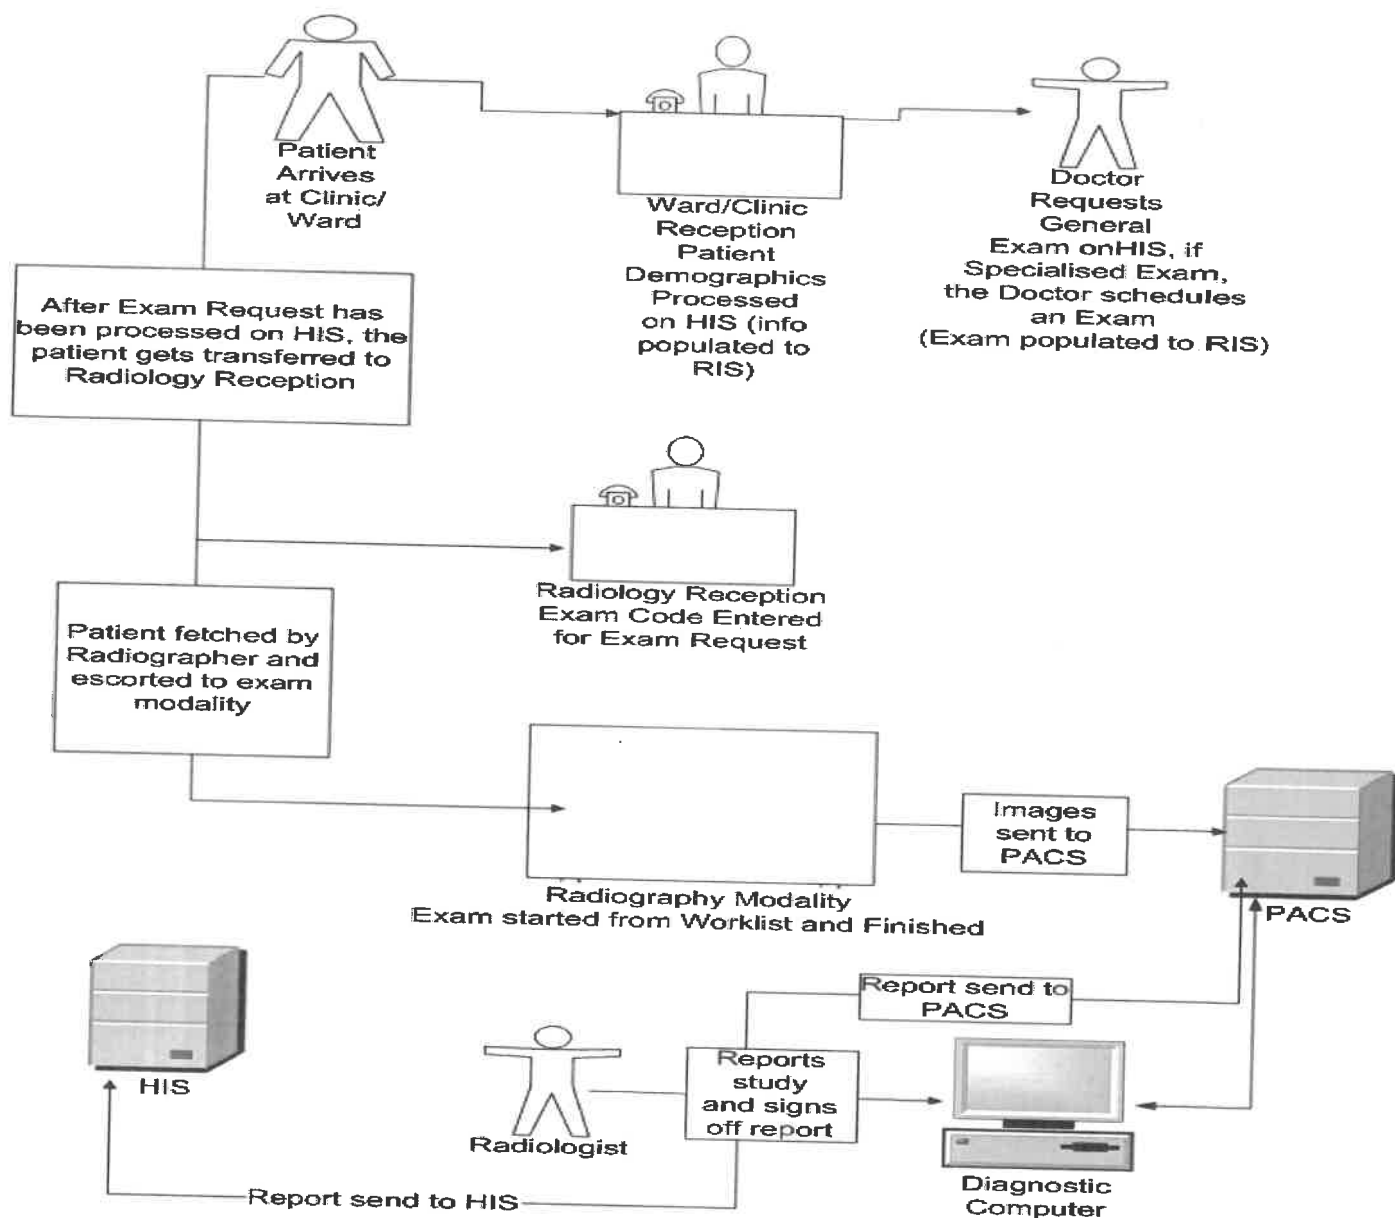 Patient
Arrives
at Clinic/
Ward
Ward/Clinic
Reception
Patient
Demographics
Processed
on HIS (info
populated to
RIS)
Doctor
Requests
General
Exam onHIS, if
Specialised Exam,
the Doctor schedules
an Exam
(Exam populated to RIS)
After Exam Request has
been processed on HIS, the
patient gets transferred to
Radiology Reception
Radiology Reception
Exam Code Entered
for Exam Request
Patient fetched by
Radiographer and
escorted to exam
modality
Radiography Modality
Exam started from Worklist and Finished
Images
sent to
PACS
PACS
HIS
Radiologist
Reports
study
and signs
off report
Report send to
PACS
Diagnostic
Computer
Report send to HIS